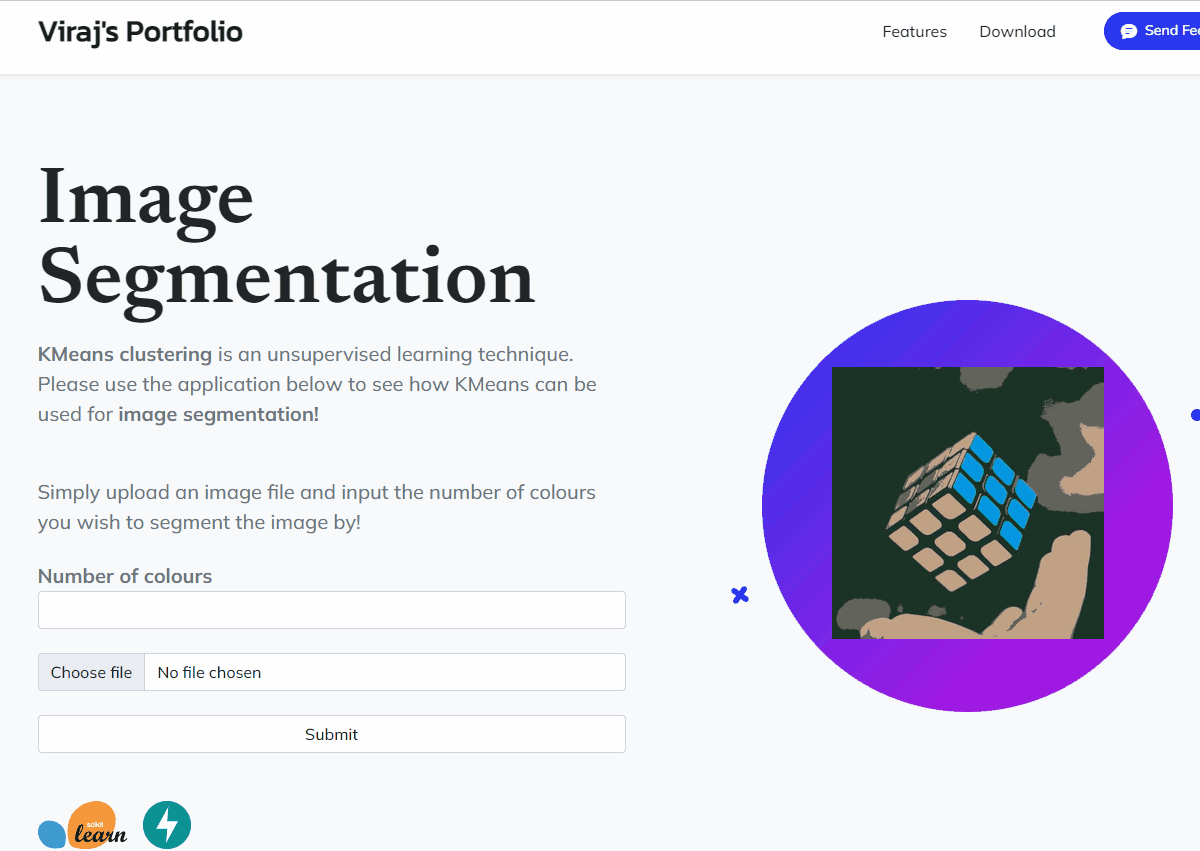 Viraj's Portfolio
Features
Download
Send Fee
Image
Segmentation
KMeans clustering is an unsupervised learning technique.
Please use the application below to see how KMeans can be
used for image segmentation!
Simply upload an image file and input the number of colours
you wish to segment the image by!
Number of colours
Choose file
No file chosen
Submit
scikit
learn